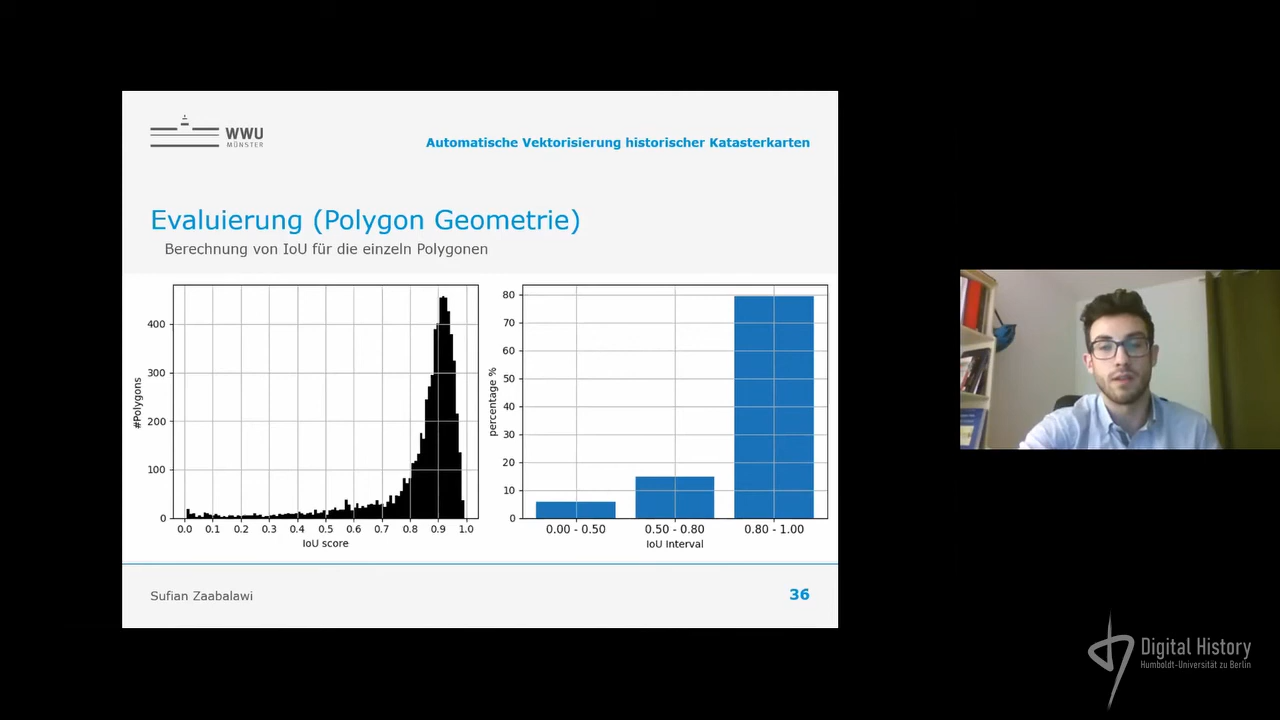 WWU
MÜNSTER
Automatische Vektorisierung historischer Katasterkarten
Evaluierung (Polygon Geometrie)
Berechnung von IoU für die einzeln Polygonen
#Polygons
400
300
200
100
0
0.0 0.1 0.2 0.3 0.4 0.5 0.6 0.7 0.8 0.9 1.0
IoU score
percentage %
80
70
60
50
40
30
20
10
0
0.00 - 0.50 0.50 - 0.80 0.80 - 1.00
IoU Interval
Sufian Zaabalawi
36
Digital History
Humboldt-Universität zu Berlin